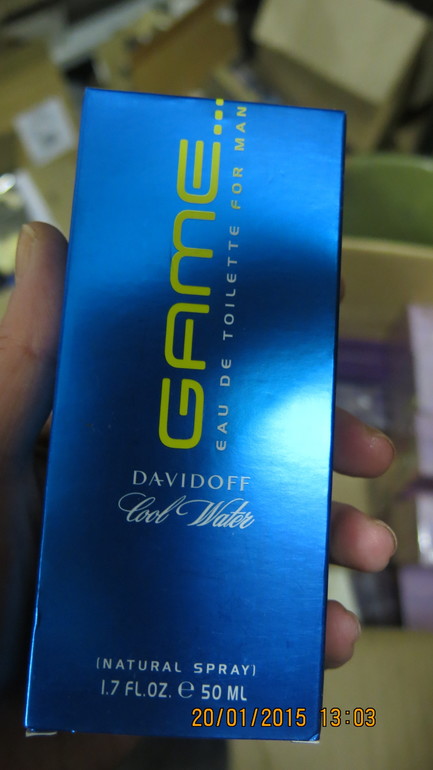 GAME...
EAU DE TOILETTE FOR MAN
DAVIDOFF
Cool Water
(NATURAL SPRAY)
1.7 FL.OZ. ℮ 50 ML
20/01/2015 13:03